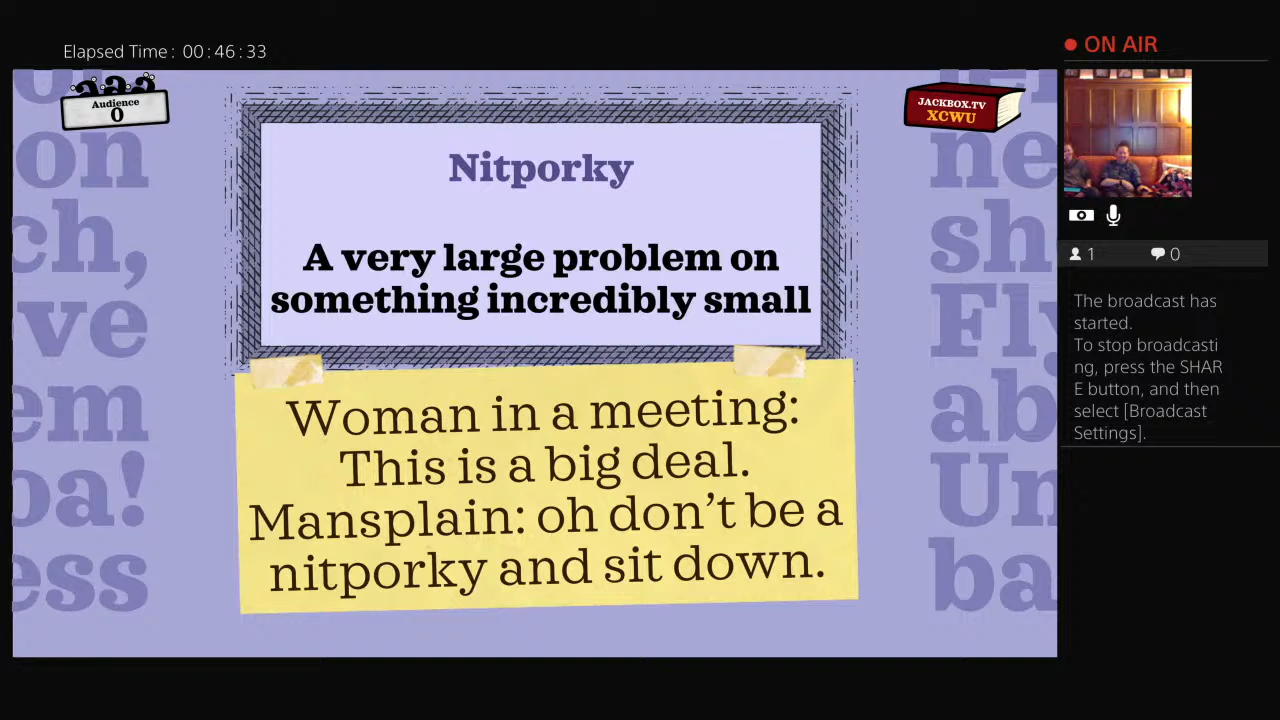 Elapsed Time: 00:46:33
ON AIR
Audience
0
JACKBOX.TV
XCWU
Nitporky
A very large problem on
something incredibly small
Woman in a meeting:
This is a big deal.
Mansplain: oh don't be a
nitporky and sit down.
1
0
The broadcast has
started.
To stop broadcasti
ng, press the SHAR
E button, and then
select [Broadcast
Settings].